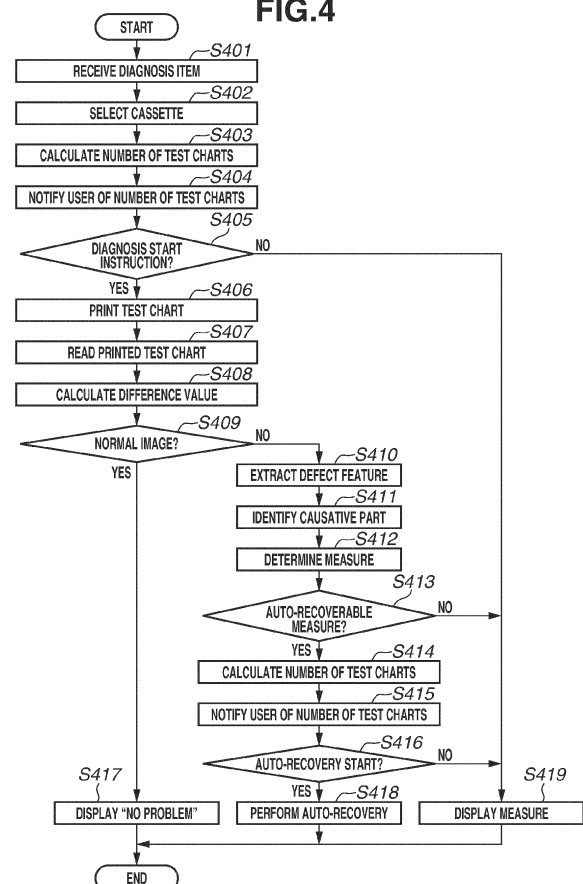 FIG.4
START
S401
RECEIVE DIAGNOSIS ITEM
S402
SELECT CASSETTE
S403
CALCULATE NUMBER OF TEST CHARTS
S404
NOTIFY USER OF NUMBER OF TEST CHARTS
S405
DIAGNOSIS START
INSTRUCTION?
NO
YES
S406
PRINT TEST CHART
S407
READ PRINTED TEST CHART
S408
CALCULATE DIFFERENCE VALUE
S409
NORMAL IMAGE?
NO
YES
S410
EXTRACT DEFECT FEATURE
S411
IDENTIFY CAUSATIVE PART
S412
DETERMINE MEASURE
S413
AUTO-RECOVERABLE
MEASURE?
NO
YES
S414
CALCULATE NUMBER OF TEST CHARTS
S415
NOTIFY USER OF NUMBER OF TEST CHARTS
S416
AUTO-RECOVERY START?
NO
YES
S417
DISPLAY “NO PROBLEM”
S418
PERFORM AUTO-RECOVERY
S419
DISPLAY MEASURE
END